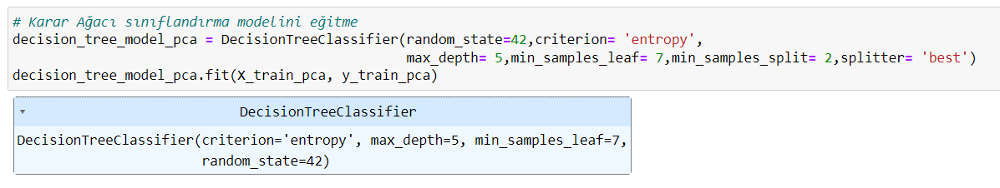 # Karar Ağacı sınıflandırma modelini eğitme
decision_tree_model_pca = DecisionTreeClassifier(random_state=42,criterion= 'entropy',
max_depth= 5,min_samples_leaf= 7,min_samples_split= 2,splitter= 'best')
decision_tree_model_pca.fit(X_train_pca, y_train_pca)
DecisionTreeClassifier
DecisionTreeClassifier(criterion='entropy', max_depth=5, min_samples_leaf=7,
random_state=42)